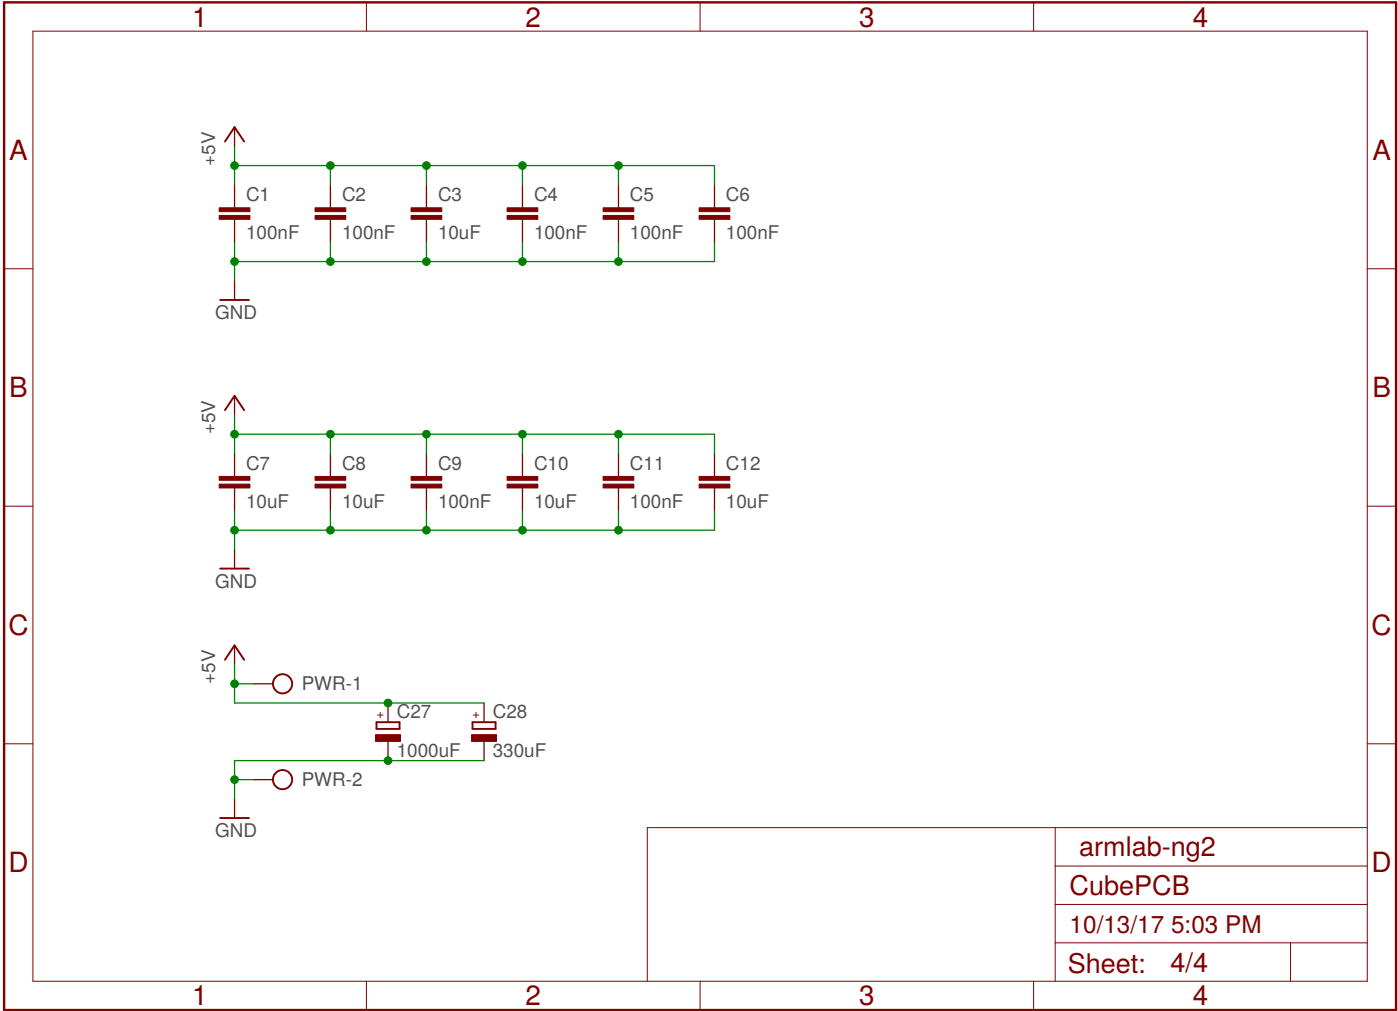 1 2 3 4
A A
+5V
C1 C2 C3 C4 C5 C6
100nF 100nF 10uF 100nF 100nF 100nF
GND
B B
+5V
C7 C8 C9 C10 C11 C12
10uF 10uF 100nF 10uF 100nF 10uF
GND
C C
+5V
PWR-1
+ C27 + C28
1000uF 330uF
PWR-2
GND
D D
armlab-ng2
CubePCB
10/13/17 5:03 PM
Sheet: 4/4
1 2 3 4